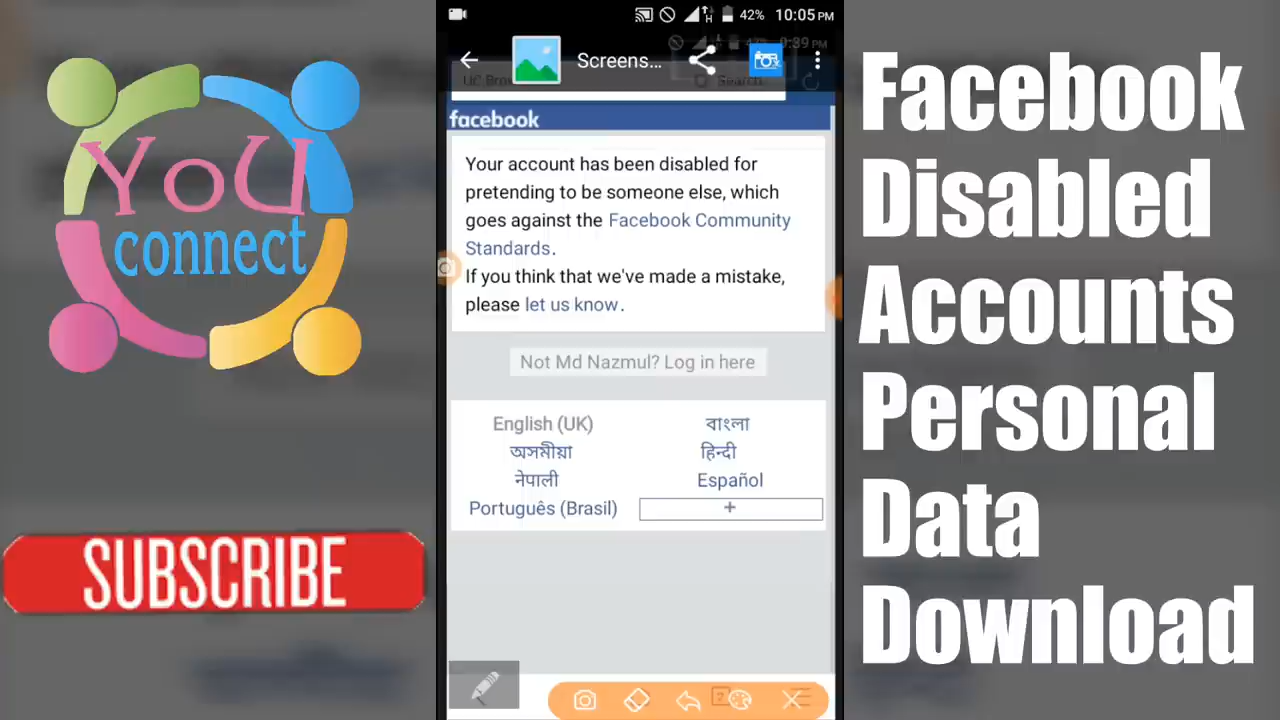 YoU
connect
SUBSCRIBE
42% 10:05 PM
Screens...
Search
facebook
Your account has been disabled for
pretending to be someone else, which
goes against the Facebook Community
Standards.
If you think that we've made a mistake,
please let us know.
Not Md Nazmul? Log in here
English (UK)
বাংলা
অসমীয়া
हिन्दी
नेपाली
Español
Português (Brasil)
+
Facebook
Disabled
Accounts
Personal
Data
Download